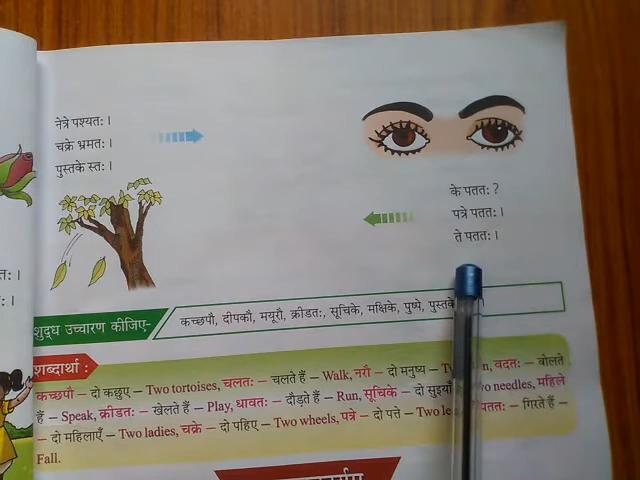 नेत्रे पश्यतः ।
चक्रे भ्रमतः ।
पुस्तके स्तः ।
के पततः ?
पत्रे पततः ।
ते पततः ।
तः ।
: ।
शुद्ध उच्चारण कीजिए-
कच्छपौ, दीपकौ, मयूरौ, क्रीडतः, सूचिके, मक्षिके, पुष्पे,
शब्दार्थाः
कच्छपौ – दो कछुए – Two tortoises, चलतः – चलते हैं – Walk, नरौ – दो मनुष्य – वदतः – बोलते
हैं – Speak, क्रीडतः – खेलते हैं – Play, धावतः – दौड़ते हैं – Run, सूचिके – दो सुइयाँ needles, महिले
– दो महिलाएँ – Two ladies, चक्रे – दो पहिए – Two wheels, पत्रे – दो पत्ते – Two पततः – गिरते हैं –
Fall.